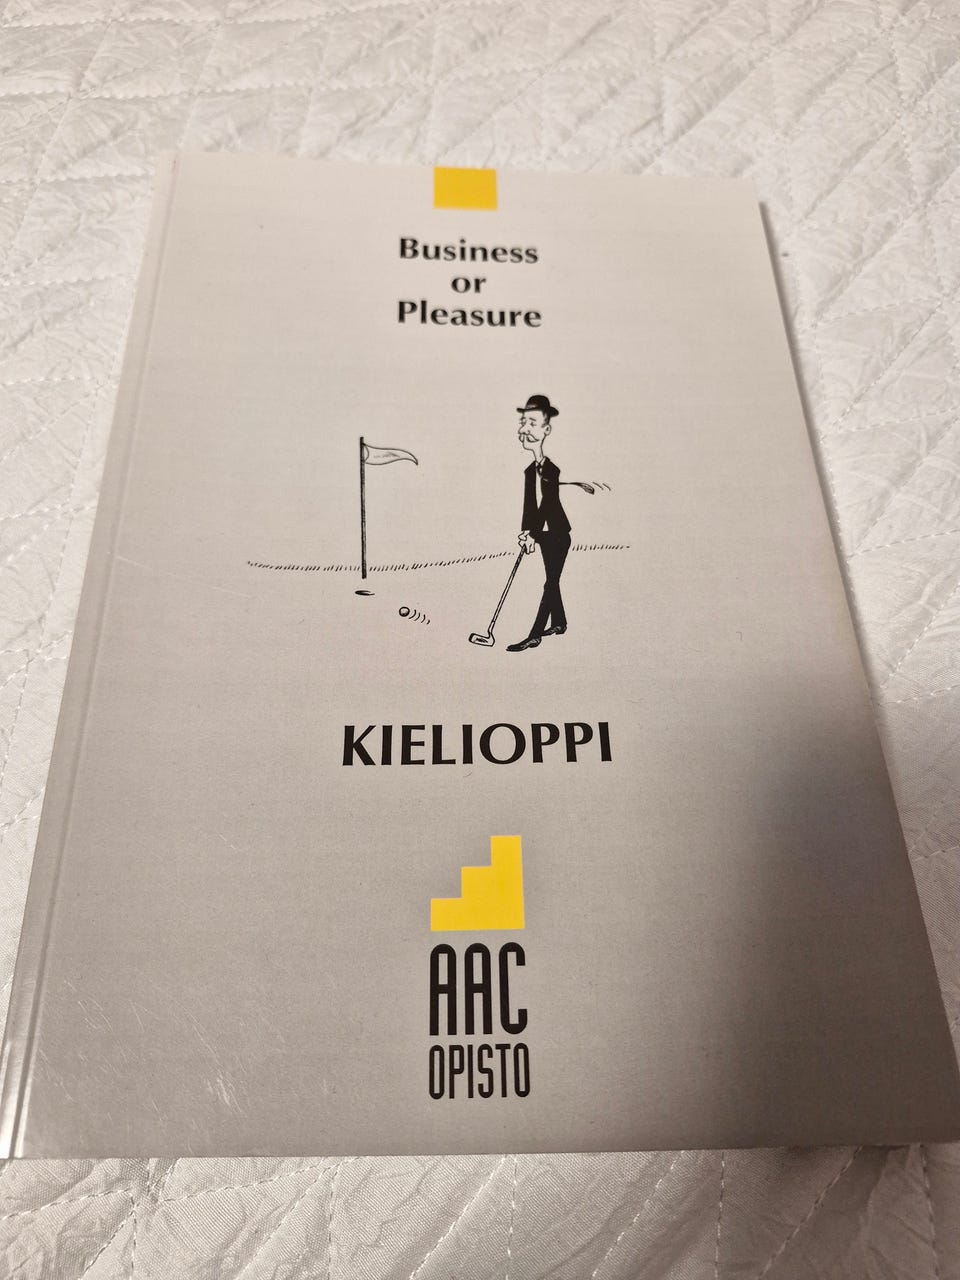 Business
or
Pleasure
KIELIOPPI
AAC
OPISTO